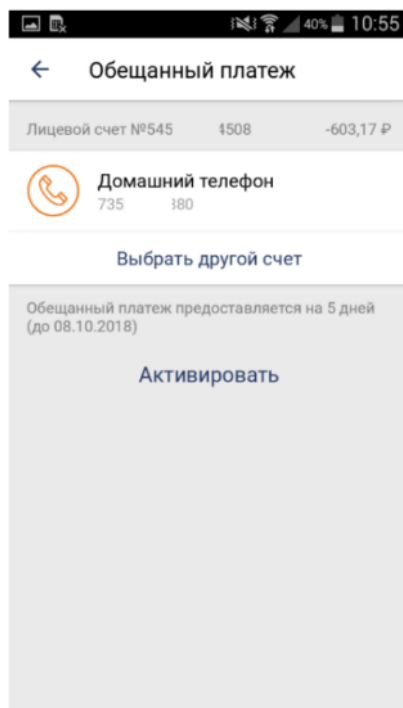 40% 10:55
Обещанный платеж
Лицевой счет №545 4508 -603,17 ₽
Домашний телефон
735 380
Выбрать другой счет
Обещанный платеж предоставляется на 5 дней
(до 08.10.2018)
Активировать